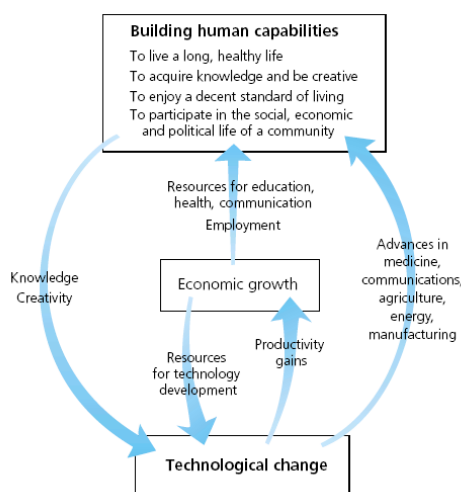 Building human capabilities
To live a long, healthy life
To acquire knowledge and be creative
To enjoy a decent standard of living
To participate in the social, economic
and political life of a community
Resources for education,
health, communication
Employment
Knowledge
Creativity
Advances in
medicine,
communications,
agriculture,
energy,
manufacturing
Economic growth
Resources
for technology
development
Productivity
gains
Technological change